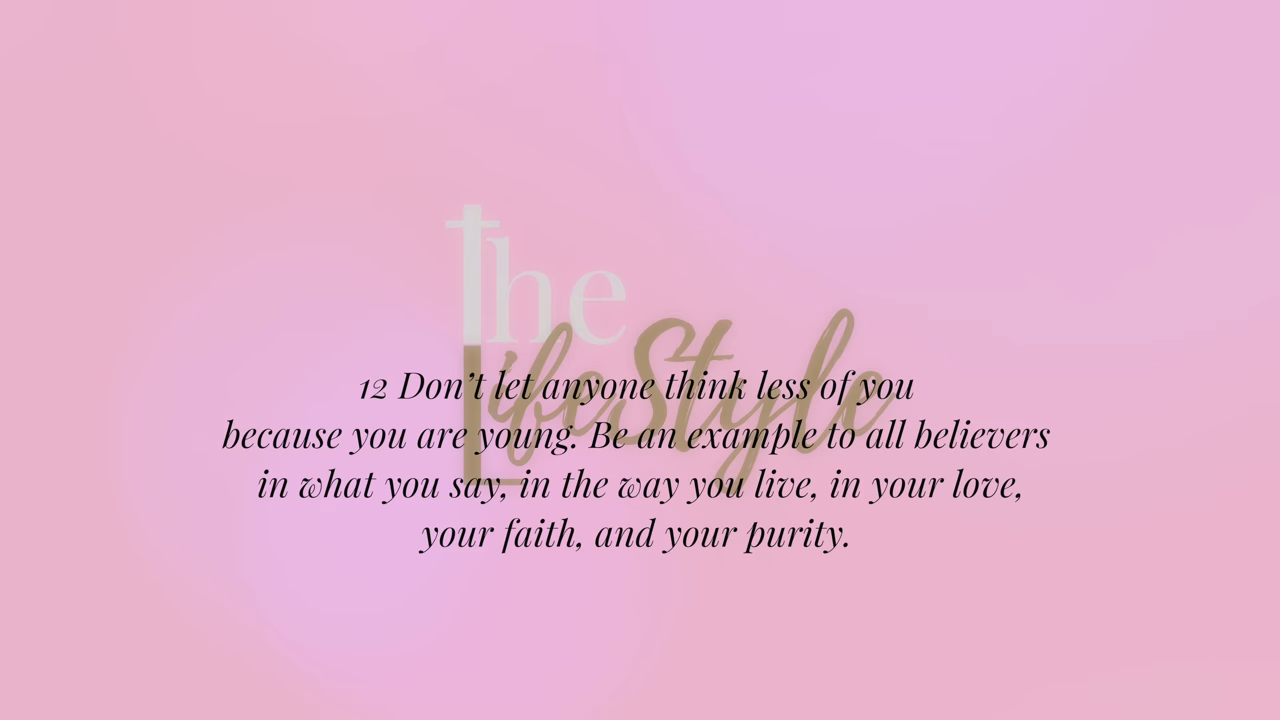 The
LifeStyle
12 Don’t let anyone think less of you
because you are young. Be an example to all believers
in what you say, in the way you live, in your love,
your faith, and your purity.